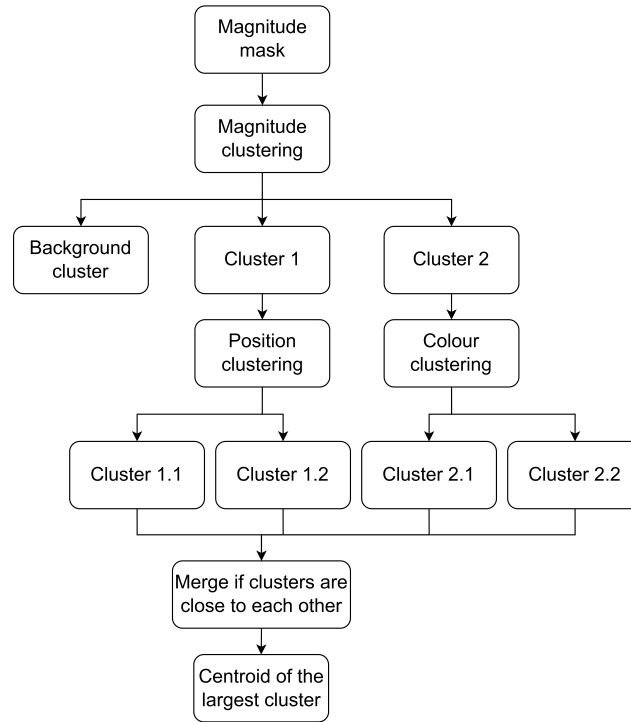 Magnitude
mask
Magnitude
clustering
Background
cluster
Cluster 1
Cluster 2
Position
clustering
Colour
clustering
Cluster 1.1
Cluster 1.2
Cluster 2.1
Cluster 2.2
Merge if clusters are
close to each other
Centroid of the
largest cluster